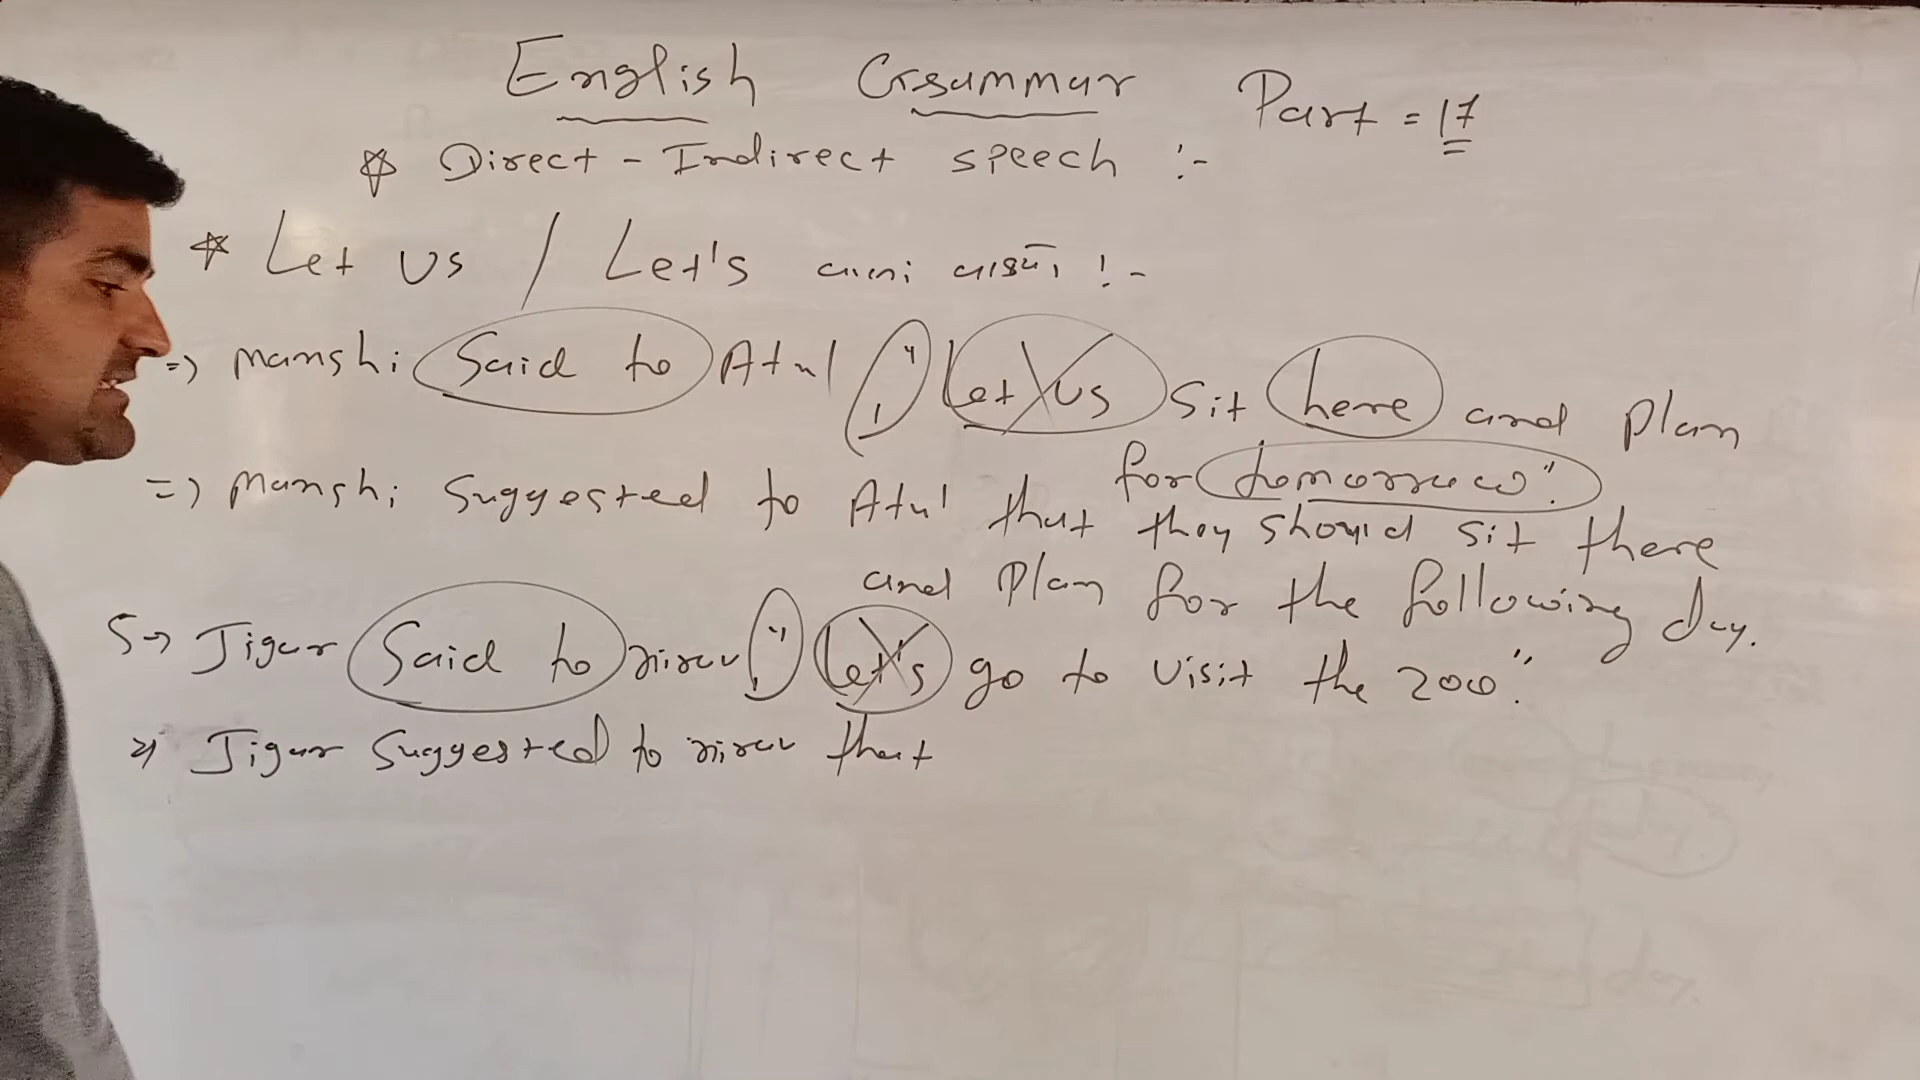 English Grammar Part = 17
☆ Direct - Indirect speech :-
☆ Let us / Let's વાળાં વાક્યો :-
=> Manshi said to Atul, "let us sit here and plan
for tomorrow".
=> Manshi suggested to Atul that they should sit there
and plan for the following day.
5→ Jigar said to nirav, "Let's go to visit the zoo".
=> Jigar suggested to nirav that